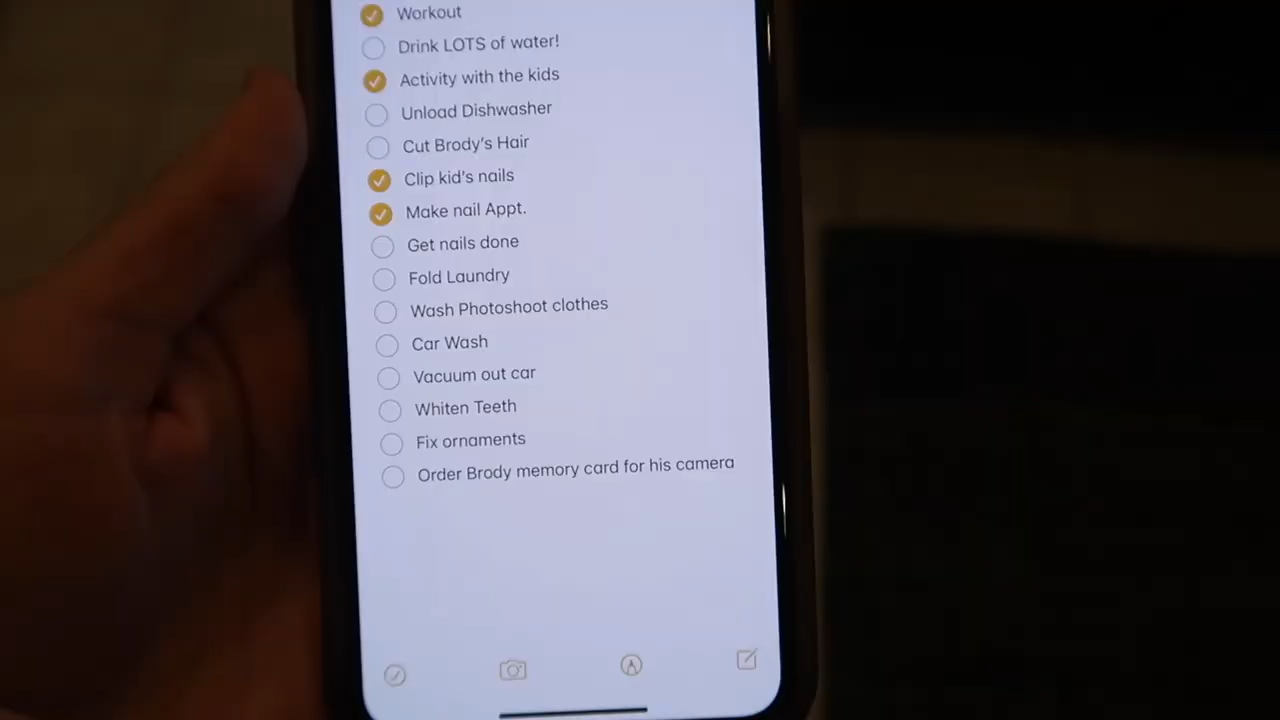 Workout
Drink LOTS of water!
Activity with the kids
Unload Dishwasher
Cut Brody's Hair
Clip kid's nails
Make nail Appt.
Get nails done
Fold Laundry
Wash Photoshoot clothes
Car Wash
Vacuum out car
Whiten Teeth
Fix ornaments
Order Brody memory card for his camera